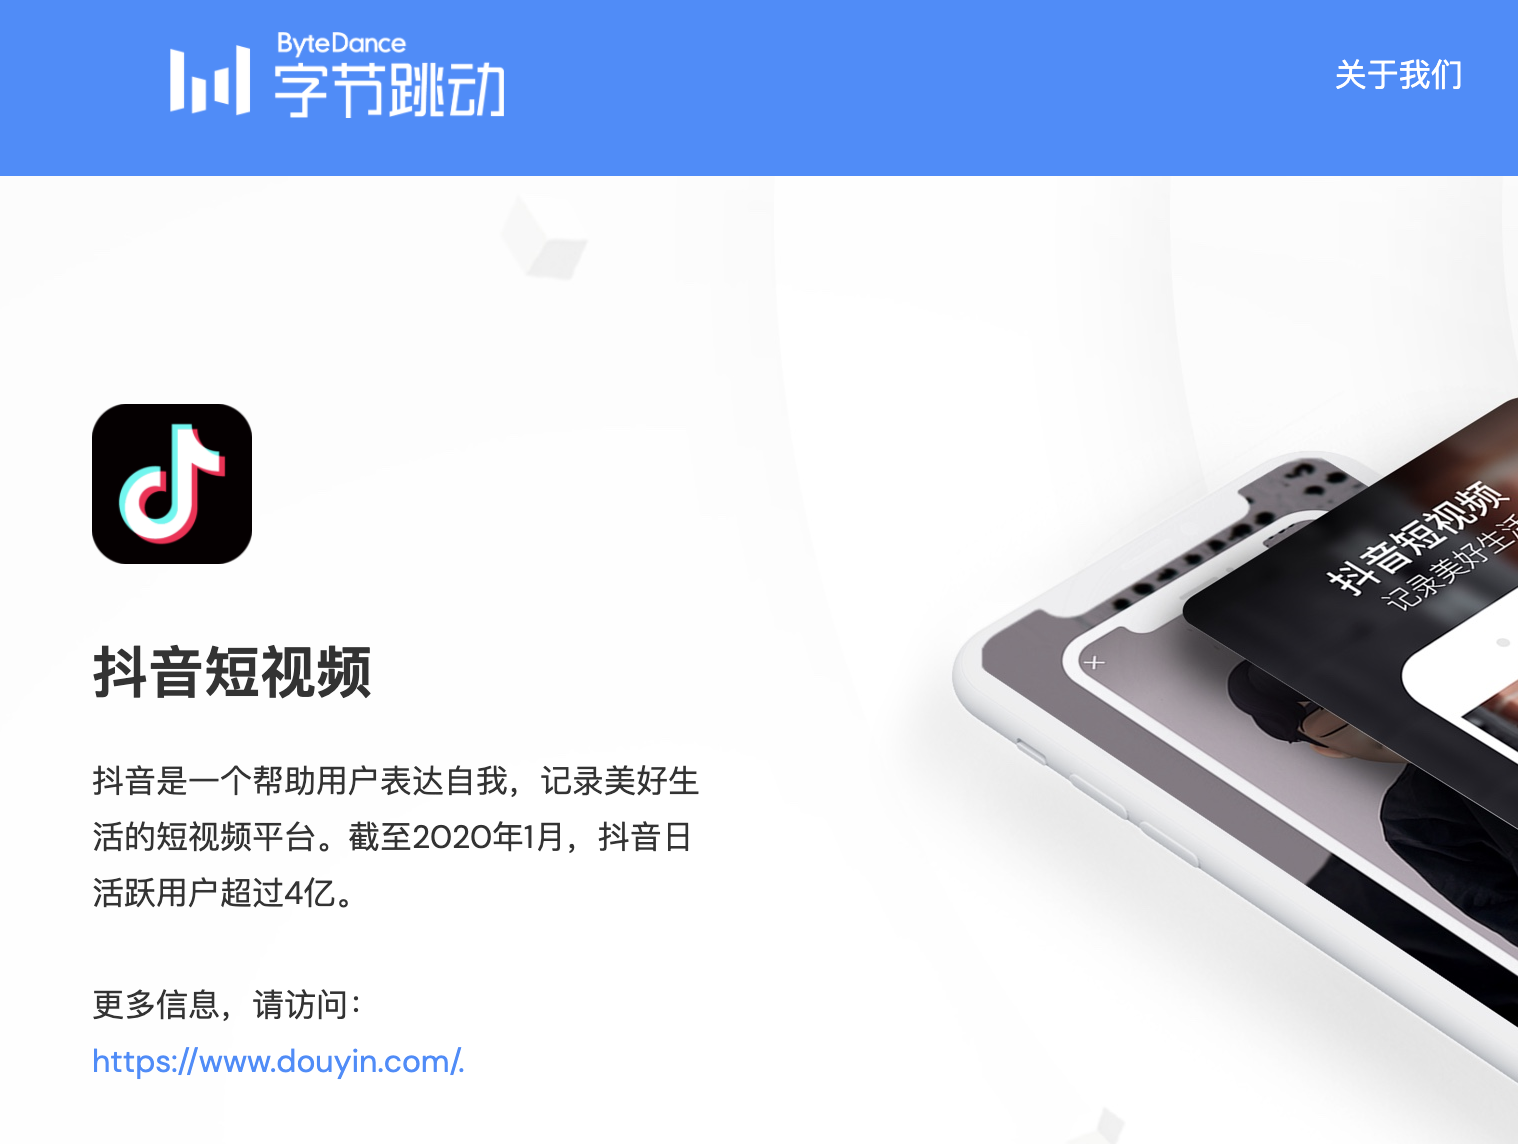 ByteDance
字节跳动
关于我们
抖音短视频
抖音是一个帮助用户表达自我，记录美好生
活的短视频平台。截至2020年1月，抖音日
活跃用户超过4亿。
更多信息，请访问：
https://www.douyin.com/.
抖音短视频
记录美好生活